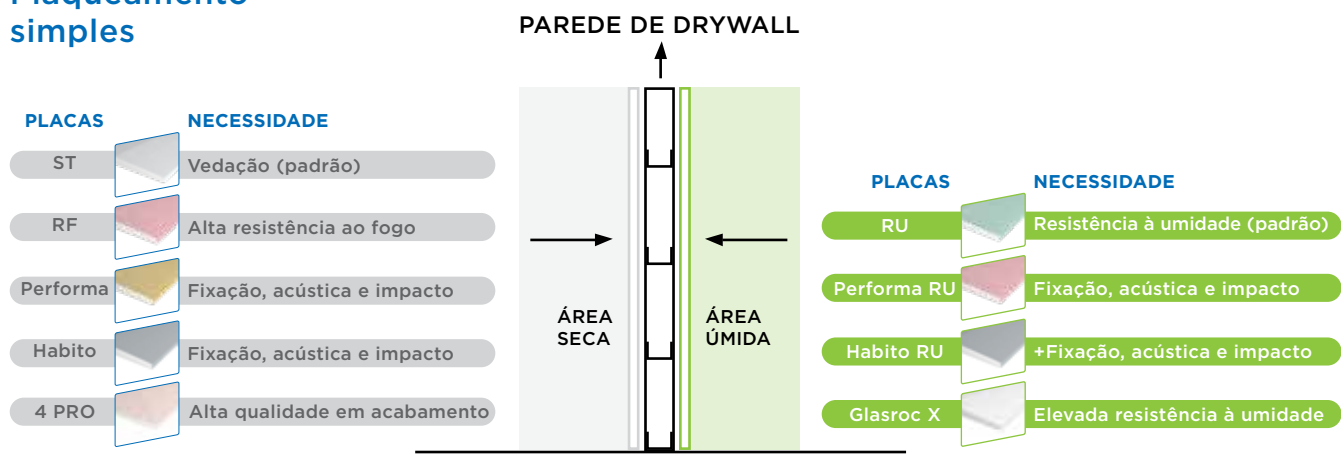 simples
PAREDE DE DRYWALL
PLACAS NECESSIDADE
ST Vedação (padrão)
RF Alta resistência ao fogo
Performa Fixação, acústica e impacto
Habito Fixação, acústica e impacto
4 PRO Alta qualidade em acabamento
ÁREA
SECA
ÁREA
ÚMIDA
PLACAS NECESSIDADE
RU Resistência à umidade (padrão)
Performa RU Fixação, acústica e impacto
Habito RU +Fixação, acústica e impacto
Glasroc X Elevada resistência à umidade